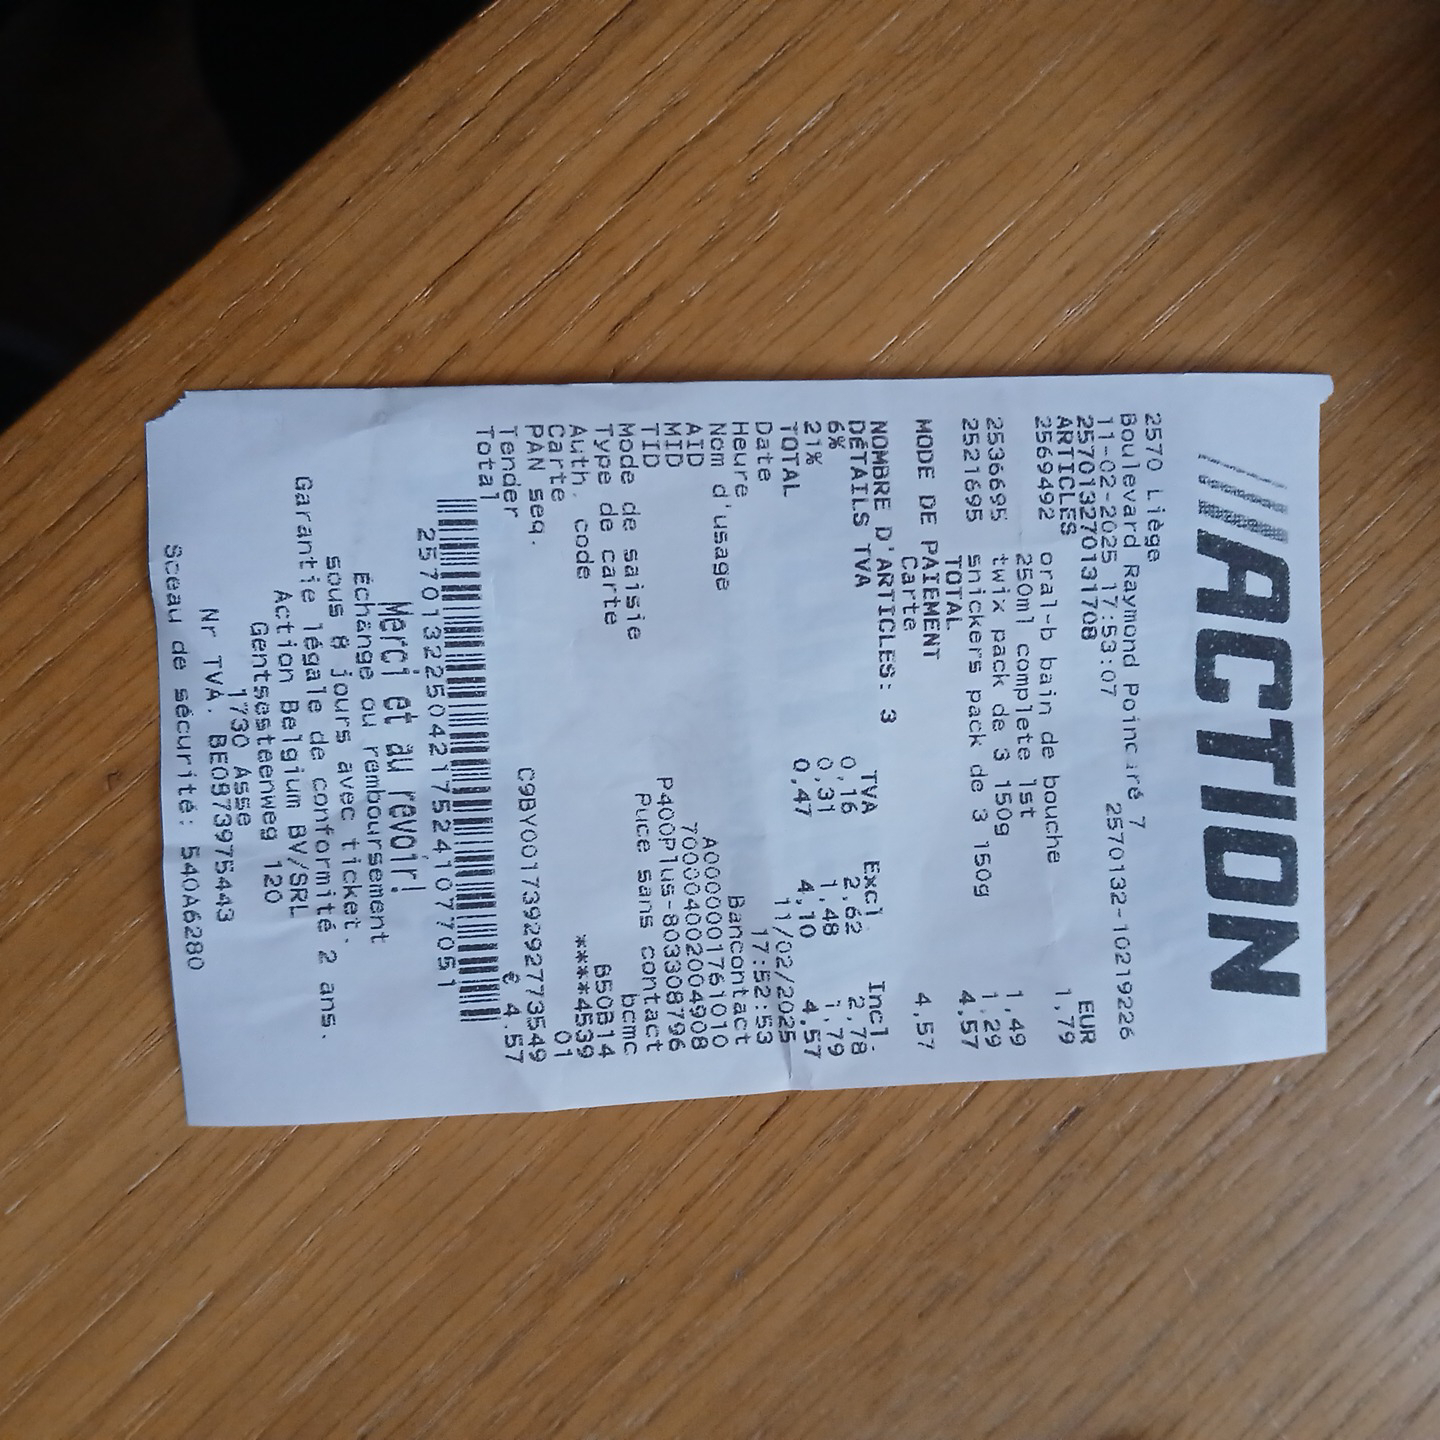 ///ACTION
2570 Liège
Boulevard Raymond Poincaré 7
11-02-2025 17:53:07 2570132-10219226
257013270131708
ARTICLES EUR
2569492 oral-b bain de bouche 1,79
250ml complete 1st
2536695 twix pack de 3 150g 1,49
2521695 snickers pack de 3 150g 1,29
TOTAL 4,57
MODE DE PAIEMENT
Carte 4,57
NOMBRE D'ARTICLES: 3
DÉTAILS TVA TVA Excl. Incl.
6% 0,16 2,62 2,78
21% 0,31 1,48 1,79
TOTAL 0,47 4,10 4,57
Date 11/02/2025
Heure 17:52:53
Nom d'usage Bancontact
AID A0000001761010
MID 700004002004908
TID P400Plus-803308796
Mode de saisie Puce sans contact
Type de carte bcmc
Auth. code 650B14
Carte ****4539
PAN seq. 01
Tender C9BY001739292773549
Total € 4.57
257013225042175241077051
Merci et au revoir!
Échange ou remboursement
sous 8 jours avec ticket.
Garantie légale de conformité 2 ans.
Action Belgium BV/SRL
Gentsesteenweg 120
1730 Asse
Nr TVA. BE0873975443
Sceau de sécurité: 540A6280